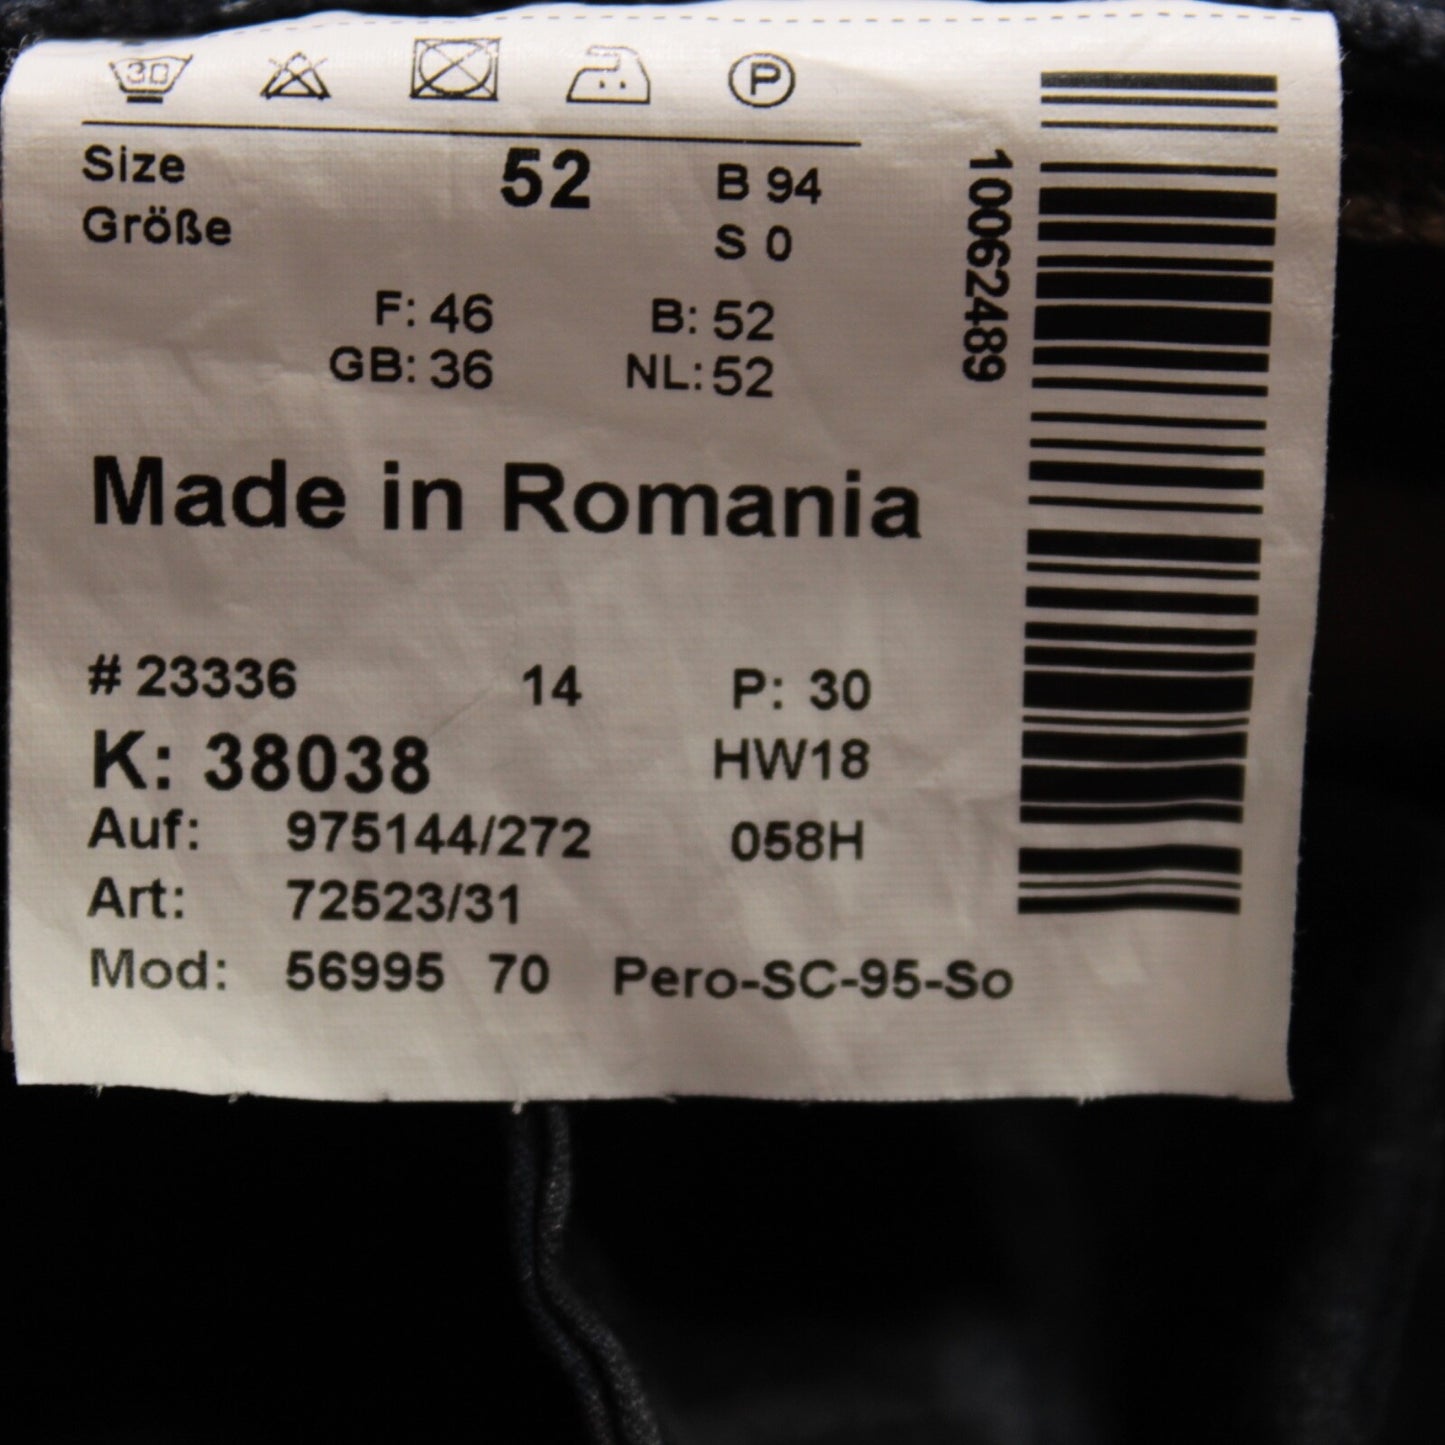 30 P
Size 52 B 94
Größe S 0
F: 46 B: 52
GB: 36 NL: 52
Made in Romania
# 23336 14 P: 30
K: 38038 HW18
Auf: 975144/272 058H
Art: 72523/31
Mod: 56995 70 Pero-SC-95-So
10062489